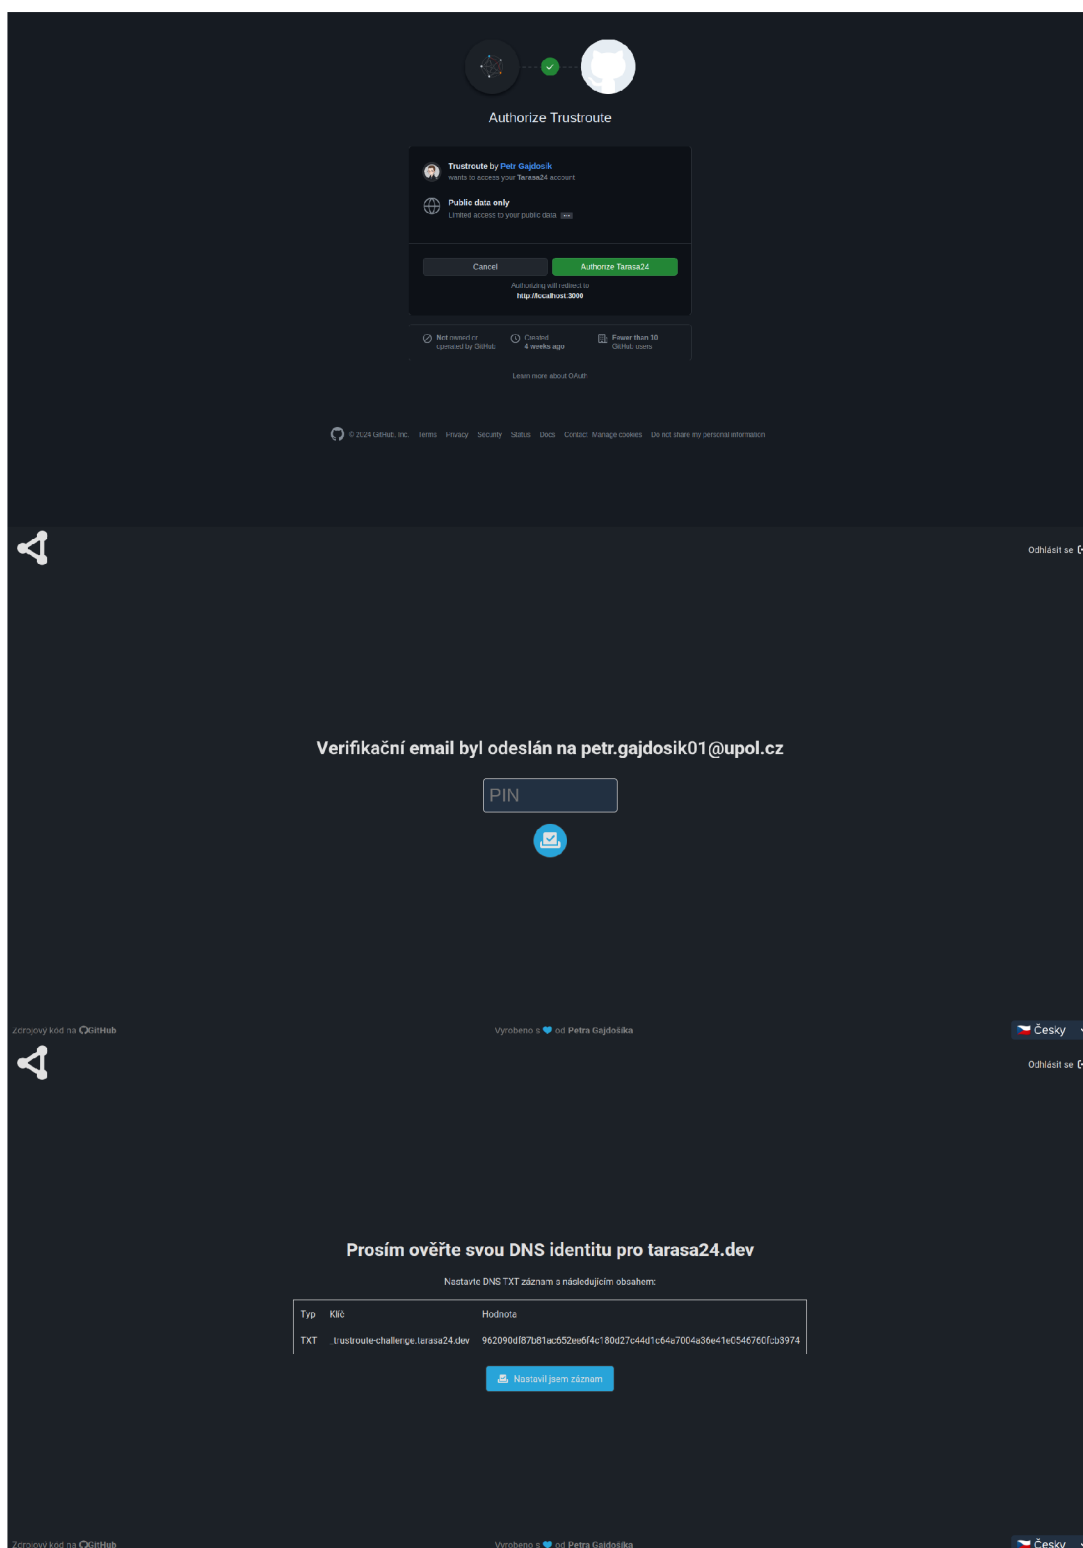 Authorize Trustroute
Trustroute by Petr Gajdosik
wants to access your Tarasa24 account
Public data only
Limited access to your public data
Cancel
Authorize Tarasa24
Authorizing will redirect to
http://localhost:3000
Not owned or
operated by GitHub
Created
4 weeks ago
Fewer than 10
GitHub users
Learn more about OAuth
© 2024 GitHub, Inc. Terms Privacy Security Status Docs Contact Manage cookies Do not share my personal information
Odhlásit se
Verifikační email byl odeslán na petr.gajdosik01@upol.cz
PIN
Zdrojový kód na GitHub
Vyrobeno s od Petra Gajdošíka
Česky
Odhlásit se
Prosím ověřte svou DNS identitu pro tarasa24.dev
Nastavte DNS TXT záznam s následujícím obsahem:
Typ Klíč Hodnota
TXT _trustroute-challenge.tarasa24.dev 962090df87b81ac652ee6f4c180d27c44d1c64a7004a36e41e0546760fcb3974
Nastavil jsem záznam
Zdrojový kód na GitHub
Vyrobeno s od Petra Gajdošíka
Česky